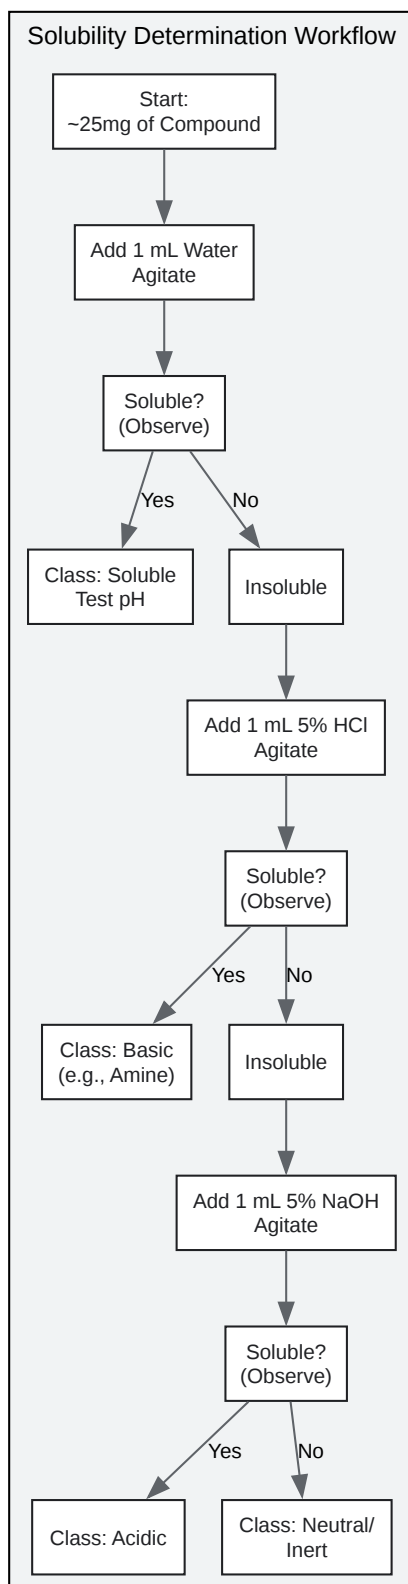 Solubility Determination Workflow
Start:
~25mg of Compound
Add 1 mL Water
Agitate
Soluble?
(Observe)
Yes
No
Class: Soluble
Test pH
Insoluble
Add 1 mL 5% HCl
Agitate
Soluble?
(Observe)
Yes
No
Class: Basic
(e.g., Amine)
Insoluble
Add 1 mL 5% NaOH
Agitate
Soluble?
(Observe)
Yes
No
Class: Acidic
Class: Neutral/
Inert